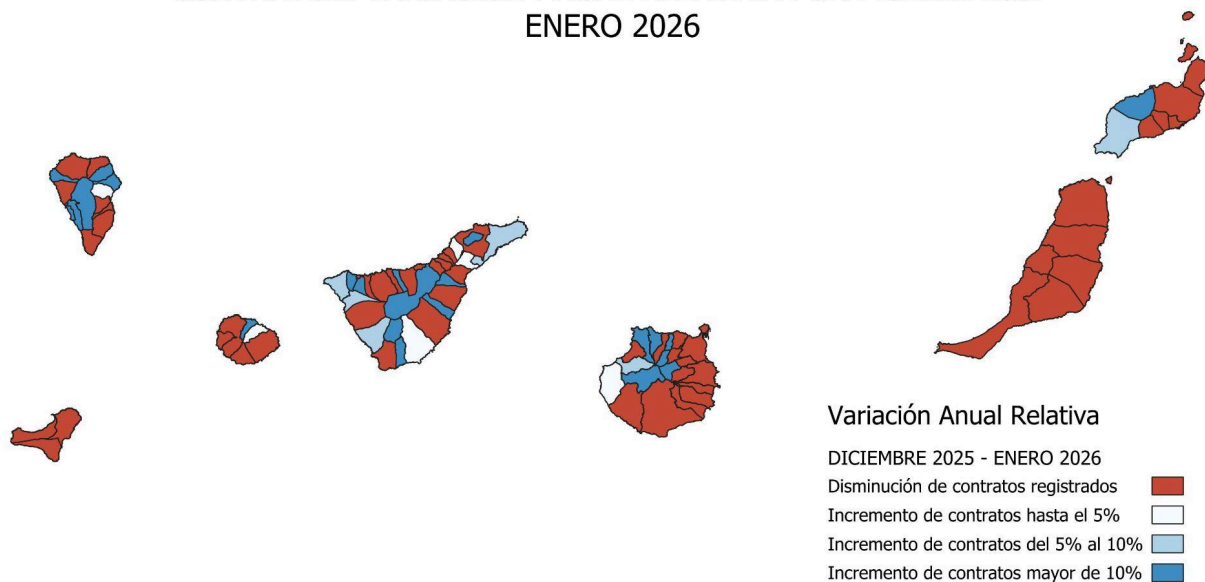 ENERO 2026
Variación Anual Relativa
DICIEMBRE 2025 - ENERO 2026
Disminución de contratos registrados
Incremento de contratos hasta el 5%
Incremento de contratos del 5% al 10%
Incremento de contratos mayor de 10%